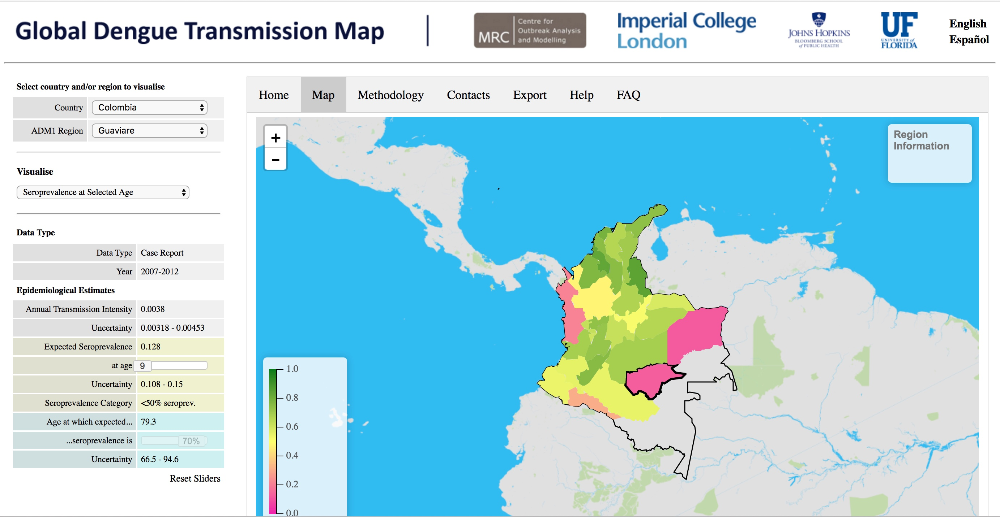 Global Dengue Transmission Map
MRC
Centre for
Outbreak Analysis
and Modelling
Imperial College
London
JOHNS HOPKINS
BLOOMBERG SCHOOL
of PUBLIC HEALTH
UF
UNIVERSITY of
FLORIDA
English
Español
Select country and/or region to visualise
Country Colombia
ADM1 Region Guaviare
Visualise
Seroprevalence at Selected Age
Data Type
Data Type Case Report
Year 2007-2012
Epidemiological Estimates
Annual Transmission Intensity 0.0038
Uncertainty 0.00318 - 0.00453
Expected Seroprevalence 0.128
at age 9
Uncertainty 0.108 - 0.15
Seroprevalence Category <50% seroprev.
Age at which expected... 79.3
...seroprevalence is 70%
Uncertainty 66.5 - 94.6
Reset Sliders
Home Map Methodology Contacts Export Help FAQ
+
−
Region
Information
1.0
0.8
0.6
0.4
0.2
0.0